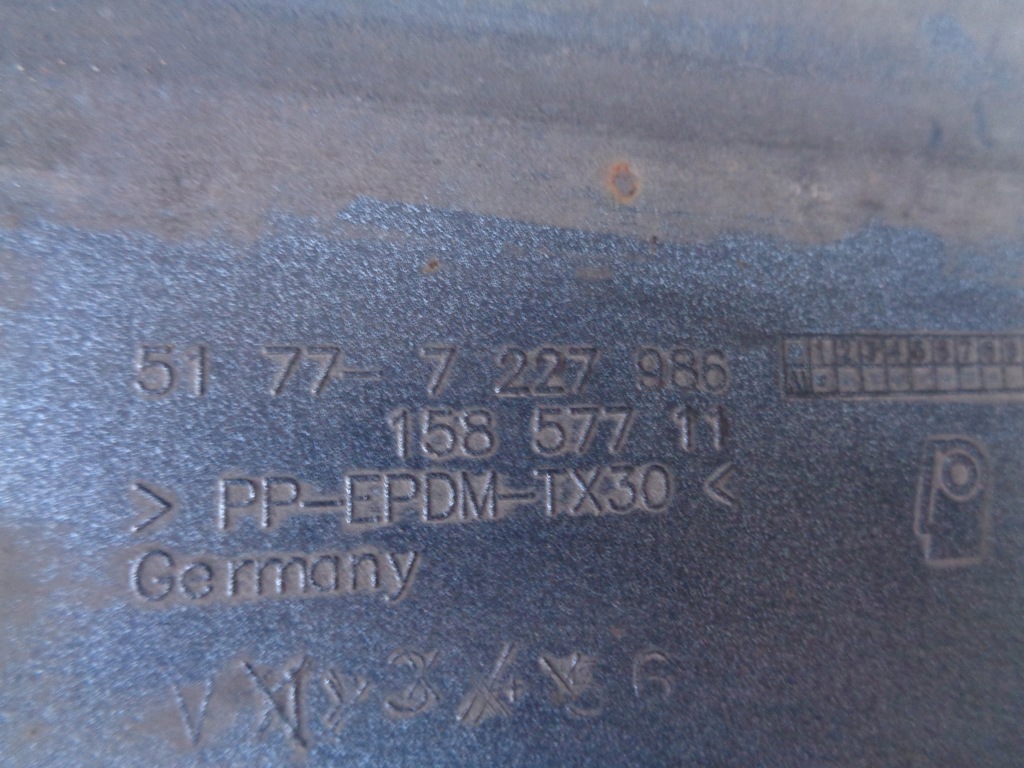 51 77- 7 227 986
158 577 11
> PP-EPDM-TX30 <
Germany